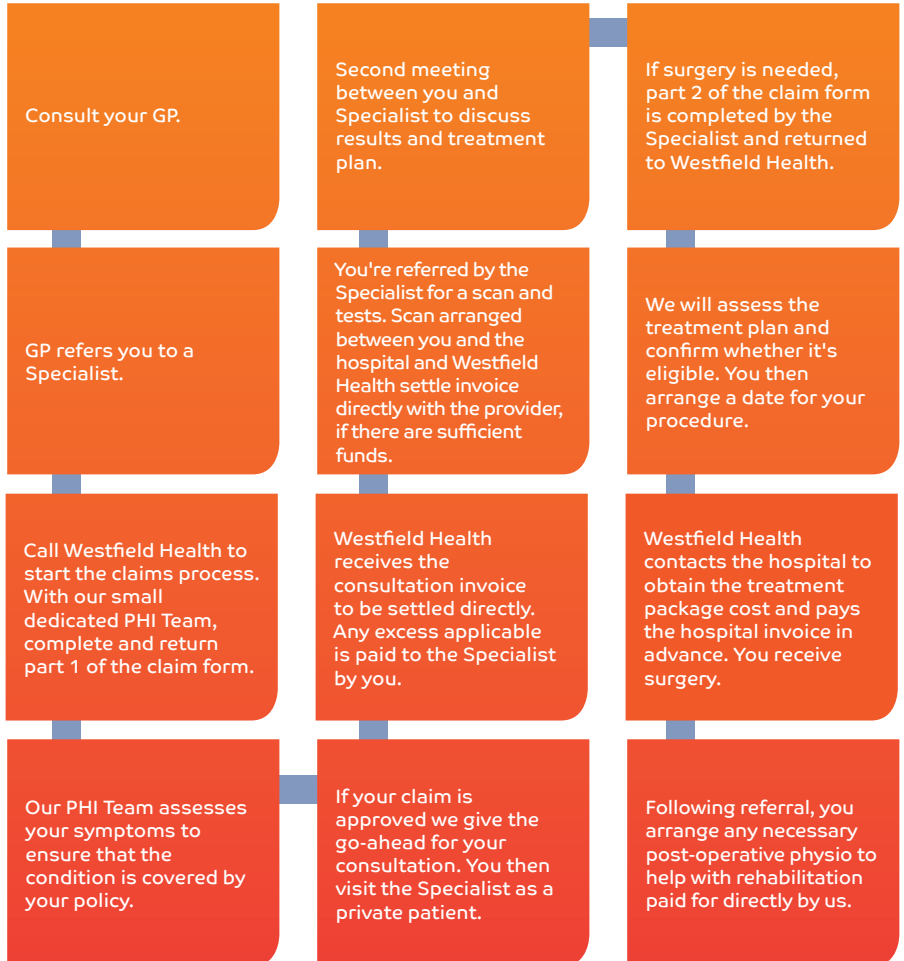 Consult your GP.
GP refers you to a
Specialist.
Call Westfield Health to
start the claims process.
With our small
dedicated PHI Team,
complete and return
part 1 of the claim form.
Our PHI Team assesses
your symptoms to
ensure that the
condition is covered by
your policy.
If your claim is
approved we give the
go-ahead for your
consultation. You then
visit the Specialist as a
private patient.
Westfield Health
receives the
consultation invoice
to be settled directly.
Any excess applicable
is paid to the Specialist
by you.
You're referred by the
Specialist for a scan and
tests. Scan arranged
between you and the
hospital and Westfield
Health settle invoice
directly with the provider,
if there are sufficient
funds.
Second meeting
between you and
Specialist to discuss
results and treatment
plan.
If surgery is needed,
part 2 of the claim form
is completed by the
Specialist and returned
to Westfield Health.
We will assess the
treatment plan and
confirm whether it's
eligible. You then
arrange a date for your
procedure.
Westfield Health
contacts the hospital to
obtain the treatment
package cost and pays
the hospital invoice in
advance. You receive
surgery.
Following referral, you
arrange any necessary
post-operative physio to
help with rehabilitation
paid for directly by us.